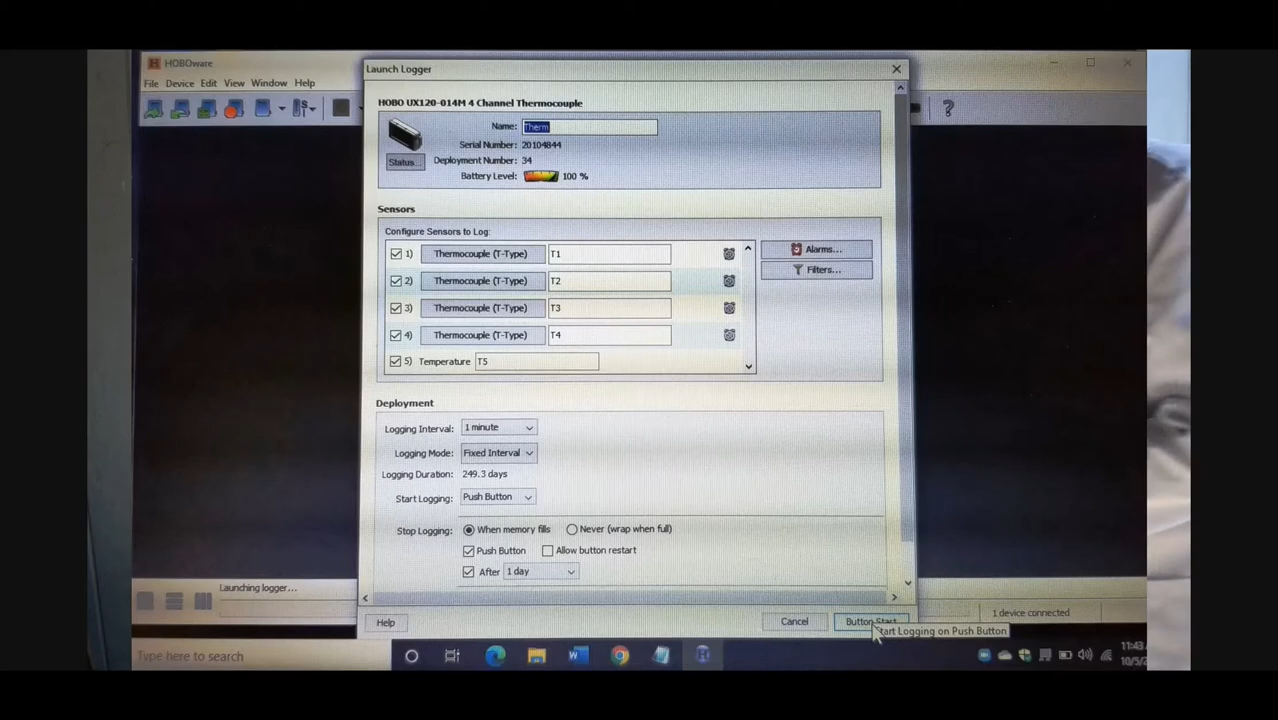 HOBOware
File Device Edit View Window Help
Launch Logger
HOBO UX120-014M 4 Channel Thermocouple
Name: Therm
Serial Number: 20104844
Status... Deployment Number: 34
Battery Level: 100 %
Sensors
Configure Sensors to Log:
1) Thermocouple (T-Type) T1
Alarms...
Filters...
2) Thermocouple (T-Type) T2
3) Thermocouple (T-Type) T3
4) Thermocouple (T-Type) T4
5) Temperature T5
Deployment
Logging Interval: 1 minute
Logging Mode: Fixed Interval
Logging Duration: 249.3 days
Start Logging: Push Button
Stop Logging: When memory fills Never (wrap when full)
Push Button Allow button restart
After 1 day
Launching logger...
1 device connected
Help Cancel Button Start...
Start Logging on Push Button
Type here to search
11:43
10/5/2